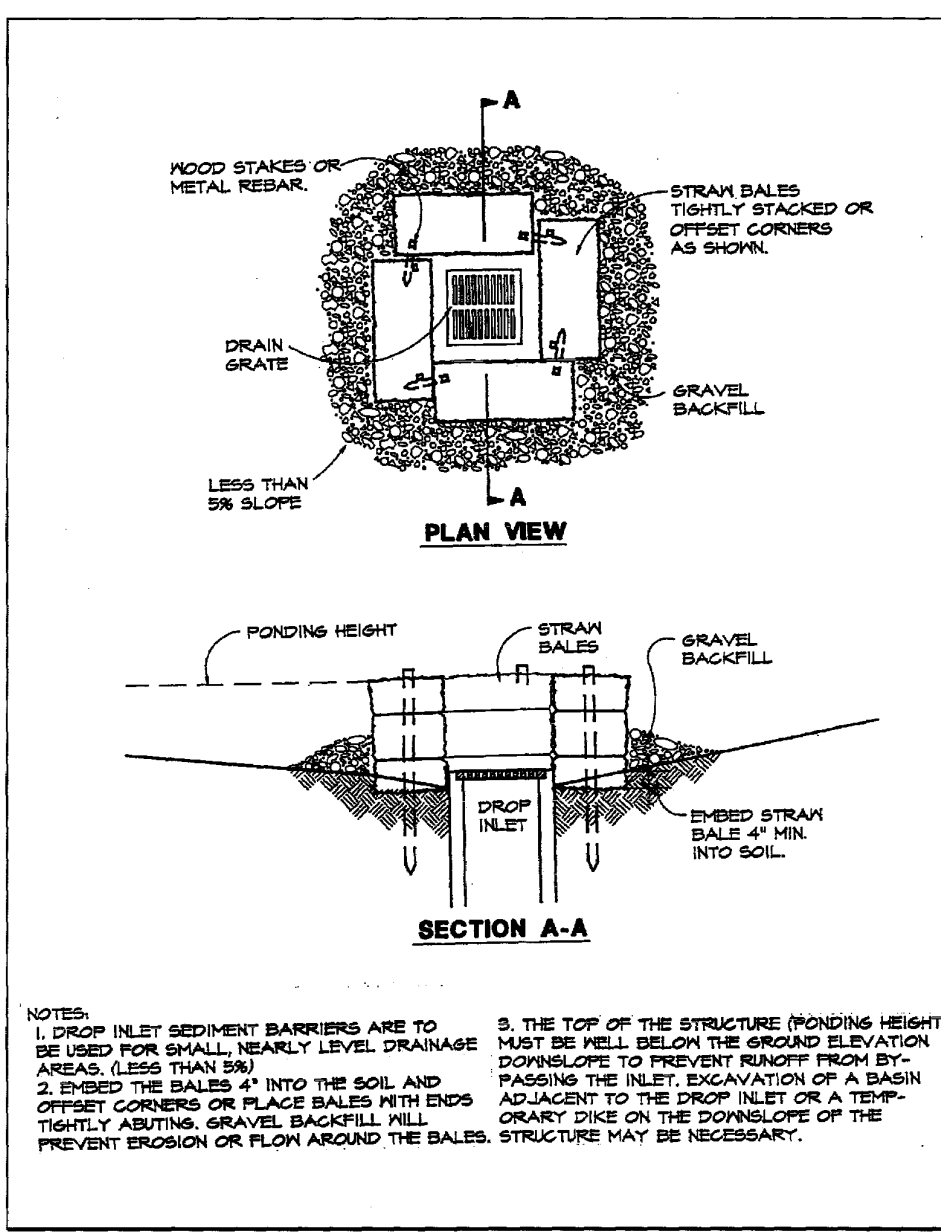 A
WOOD STAKES OR
METAL REBAR.
STRAW BALES
TIGHTLY STACKED OR
OFFSET CORNERS
AS SHOWN.
DRAIN
GRATE
GRAVEL
BACKFILL
LESS THAN
5% SLOPE
A
PLAN VIEW
PONDING HEIGHT
STRAW
BALES
GRAVEL
BACKFILL
DROP
INLET
EMBED STRAW
BALE 4" MIN.
INTO SOIL.
SECTION A-A
NOTES:
1. DROP INLET SEDIMENT BARRIERS ARE TO
BE USED FOR SMALL, NEARLY LEVEL DRAINAGE
AREAS. (LESS THAN 5%)
2. EMBED THE BALES 4" INTO THE SOIL AND
OFFSET CORNERS OR PLACE BALES WITH ENDS
TIGHTLY ABUTING. GRAVEL BACKFILL WILL
PREVENT EROSION OR FLOW AROUND THE BALES.
3. THE TOP OF THE STRUCTURE (PONDING HEIGHT
MUST BE WELL BELOW THE GROUND ELEVATION
DOWNSLOPE TO PREVENT RUNOFF FROM BY-
PASSING THE INLET. EXCAVATION OF A BASIN
ADJACENT TO THE DROP INLET OR A TEMP-
ORARY DIKE ON THE DOWNSLOPE OF THE
STRUCTURE MAY BE NECESSARY.